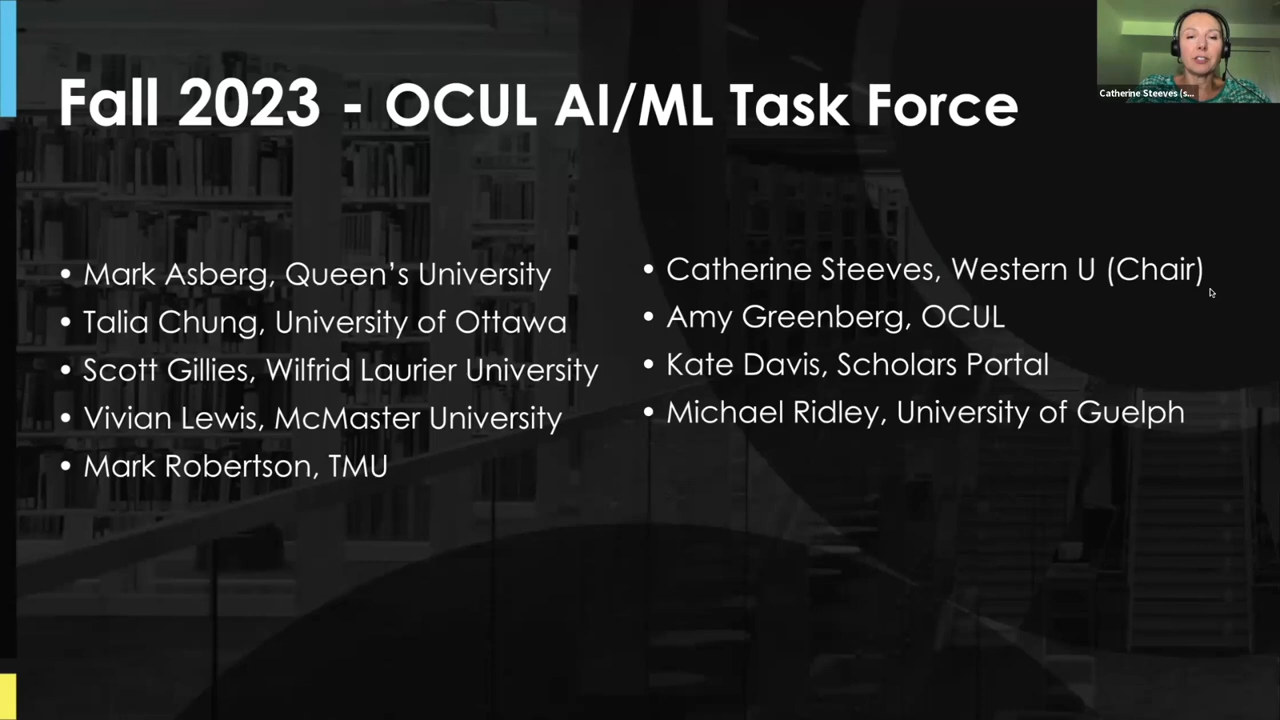 Fall 2023 - OCUL AI/ML Task Force
• Mark Asberg, Queen’s University
• Talia Chung, University of Ottawa
• Scott Gillies, Wilfrid Laurier University
• Vivian Lewis, McMaster University
• Mark Robertson, TMU
• Catherine Steeves, Western U (Chair)
• Amy Greenberg, OCUL
• Kate Davis, Scholars Portal
• Michael Ridley, University of Guelph
Catherine Steeves (s...